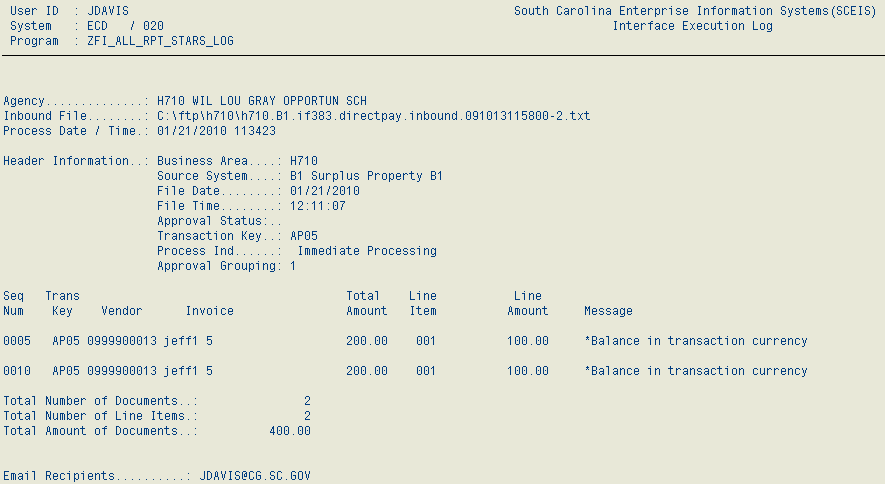 User ID : JDAVIS South Carolina Enterprise Information Systems(SCEIS)
System : ECD / 020 Interface Execution Log
Program : ZFI_ALL_RPT_STARS_LOG
Agency..............: H710 WIL LOU GRAY OPPORTUN SCH
Inbound File........: C:\ftp\h710\h710.B1.if383.directpay.inbound.091013115800-2.txt
Process Date / Time.: 01/21/2010 113423
Header Information..: Business Area....: H710
Source System....: B1 Surplus Property B1
File Date........: 01/21/2010
File Time........: 12:11:07
Approval Status:..
Transaction Key..: AP05
Process Ind......: Immediate Processing
Approval Grouping: 1
Seq Trans Total Line Line
Num Key Vendor Invoice Amount Item Amount Message
0005 AP05 0999900013 jeff1 5 200.00 001 100.00 *Balance in transaction currency
0010 AP05 0999900013 jeff1 5 200.00 001 100.00 *Balance in transaction currency
Total Number of Documents..: 2
Total Number of Line Items.: 2
Total Amount of Documents..: 400.00
Email Recipients..........: JDAVIS@CG.SC.GOV